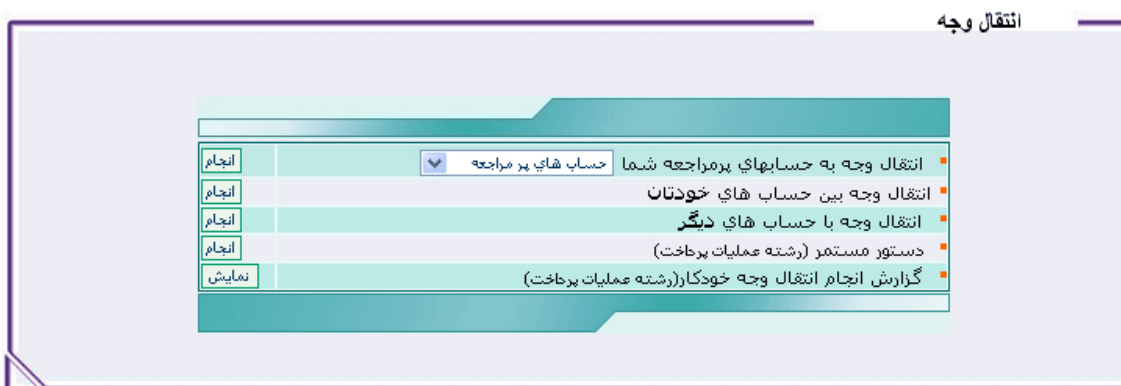 انتقال وجه
انتقال وجه به حسابهاي پرمراجعه شما حساب هاي پر مراجعه انجام
انتقال وجه بين حساب هاي خودتان انجام
انتقال وجه با حساب هاي ديگر انجام
دستور مستمر (رشته عمليات پرداخت) انجام
گزارش انجام انتقال وجه خودكار(رشته عمليات پرداخت) نمايش